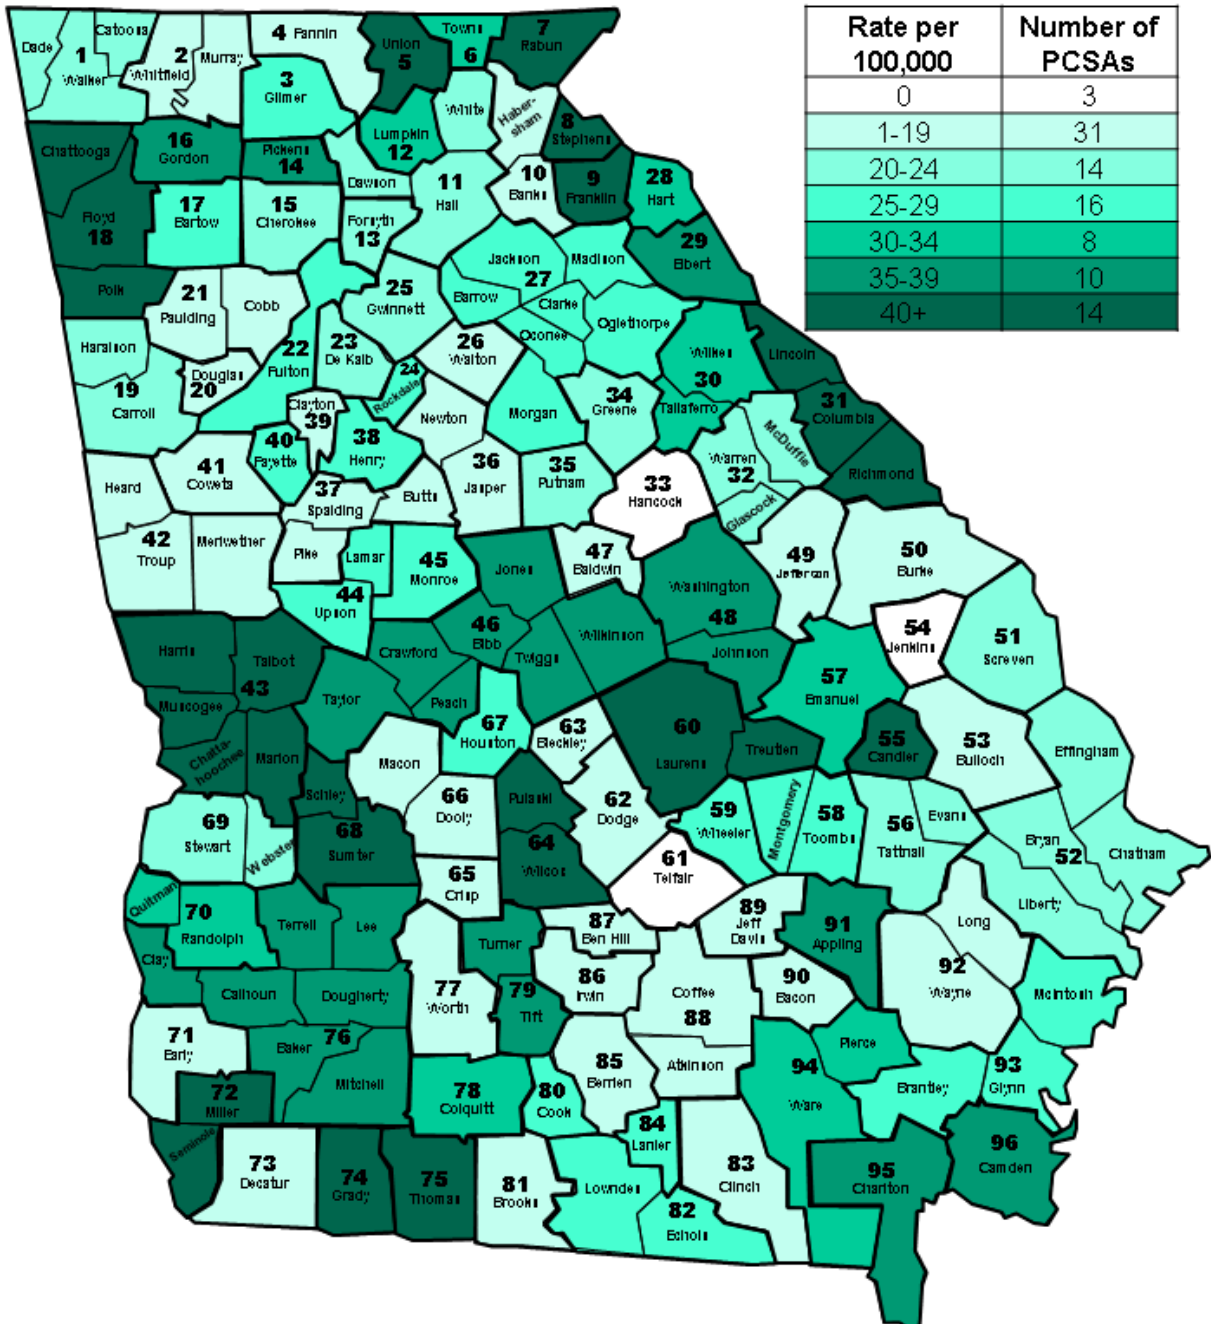 Rate per 100,000 Number of PCSAs
0 3
1-19 31
20-24 14
25-29 16
30-34 8
35-39 10
40+ 14
Dade
Catoosa
1
Walker
2
Whitfield
Murray
4 Fannin
3
Gilmer
Union
5
Towns
6
7
Rabun
White
Haber-
sham
8
Stephens
Lumpkin
12
Chattooga
16
Gordon
Pickens
14
Dawson
11
Hall
10
Banks
9
Franklin
28
Hart
Floyd
18
17
Bartow
15
Cherokee
Forsyth
13
29
Elbert
Jackson
Madison
27
Barrow
Clarke
Oconee
Oglethorpe
Polk
21
Paulding
Cobb
25
Gwinnett
Haralson
19
Carroll
Douglas
20
22
Fulton
23
De Kalb
24
Rockdale
26
Walton
Wilkes
30
Taliaferro
Lincoln
31
Columbia
Richmond
Clayton
39
Newton
Morgan
34
Greene
McDuffie
Warren
32
Glascock
40
Fayette
38
Henry
41
Coweta
Heard
37
Spalding
Butts
36
Jasper
35
Putnam
33
Hancock
42
Troup
Meriwether
Pike
Lamar
45
Monroe
Jones
47
Baldwin
Washington
48
49
Jefferson
50
Burke
44
Upson
46
Bibb
Wilkinson
Twiggs
Johnson
54
Jenkins
51
Screven
Harris
Talbot
43
Muscogee
Chatta-
hoochee
Marion
Taylor
Crawford
Peach
67
Houston
63
Bleckley
60
Laurens
Treutlen
57
Emanuel
55
Candler
53
Bulloch
Effingham
Macon
Schley
68
Sumter
66
Dooly
Pulaski
64
Wilcox
62
Dodge
59
Wheeler
Montgomery
58
Toombs
56
Tattnall
Evans
Bryan
52
Chatham
Liberty
69
Stewart
Webster
65
Crisp
61
Telfair
Quitman
70
Randolph
Terrell
Lee
Turner
87
Ben Hill
89
Jeff
Davis
91
Appling
Long
92
Wayne
McIntosh
Clay
Calhoun
Dougherty
77
Worth
79
Tift
86
Irwin
Coffee
88
90
Bacon
71
Early
Baker
76
Mitchell
72
Miller
78
Colquitt
80
Cook
85
Berrien
Atkinson
94
Ware
Pierce
Brantley
93
Glynn
Seminole
73
Decatur
74
Grady
75
Thomas
81
Brooks
Lowndes
84
Lanier
82
Echols
83
Clinch
95
Charlton
96
Camden